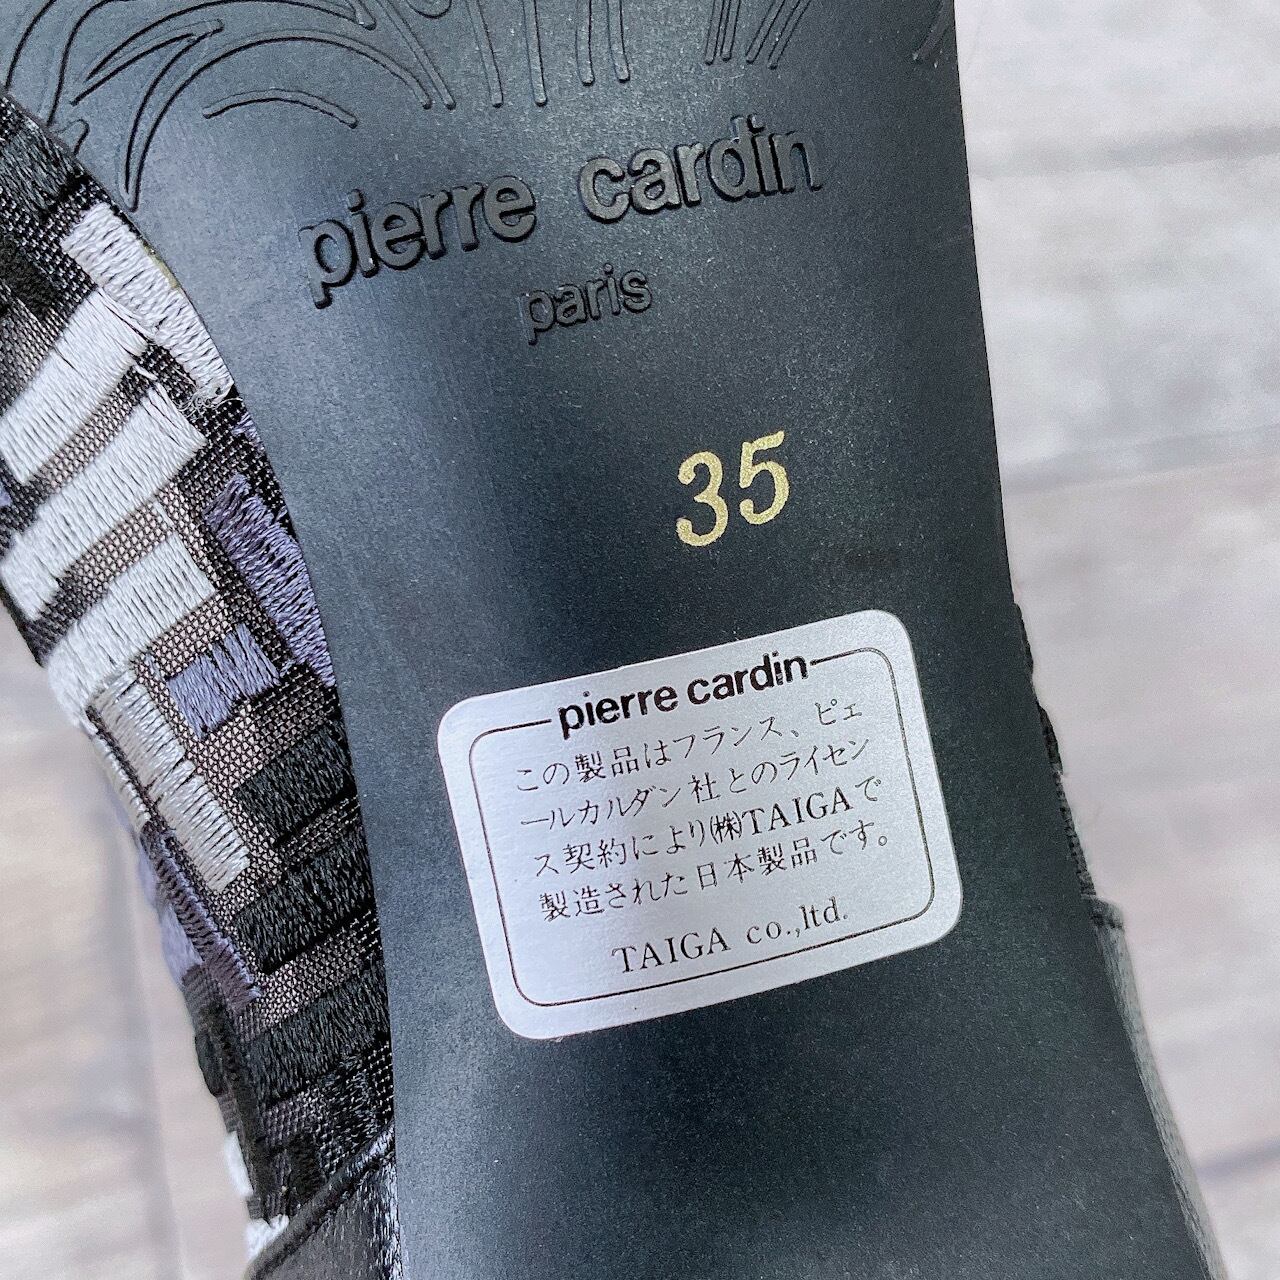 pierre cardin
paris
35
pierre cardin
この製品はフランス、ピェ
ールカルダン社とのライセン
ス契約により㈱TAIGAで
製造された日本製品です。
TAIGA co.,ltd.